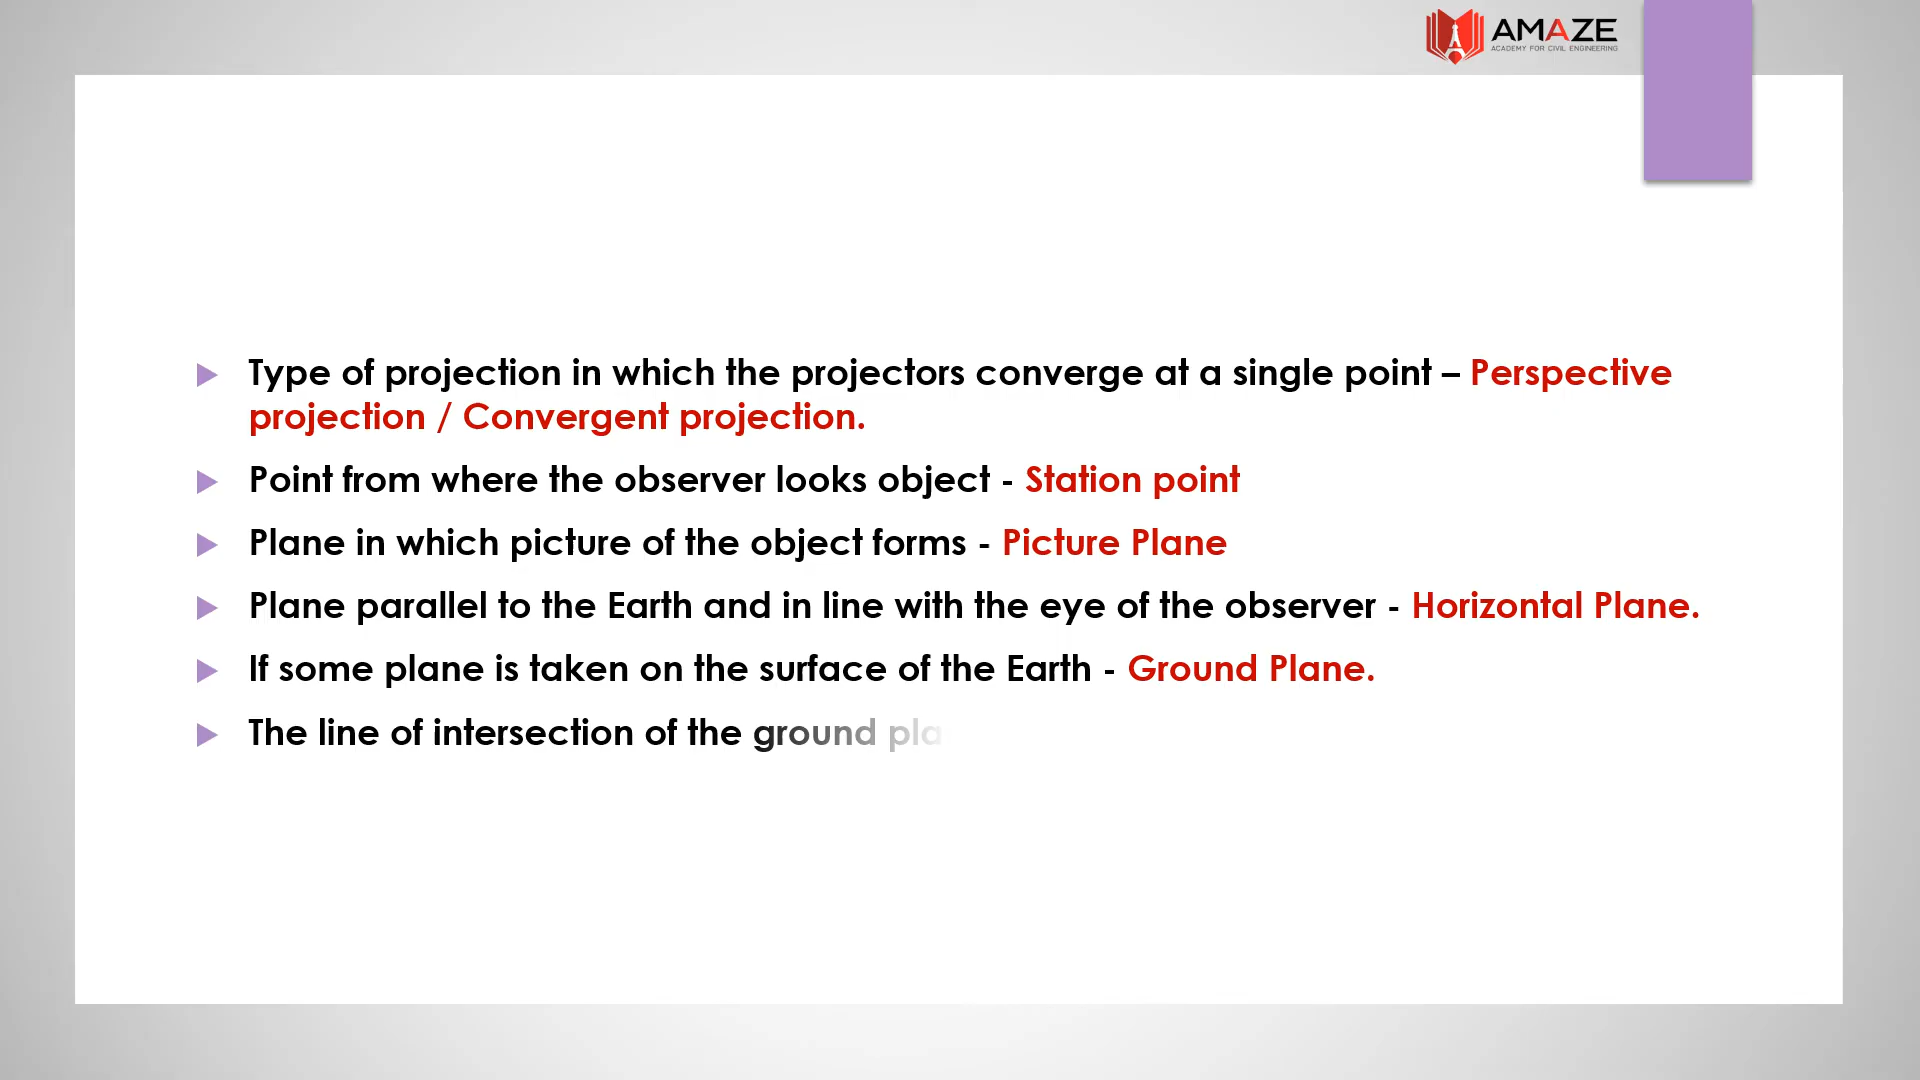 AMAZE
ACADEMY FOR CIVIL ENGINEERING
Type of projection in which the projectors converge at a single point – Perspective
projection / Convergent projection.
Point from where the observer looks object - Station point
Plane in which picture of the object forms - Picture Plane
Plane parallel to the Earth and in line with the eye of the observer - Horizontal Plane.
If some plane is taken on the surface of the Earth - Ground Plane.
The line of intersection of the ground pla